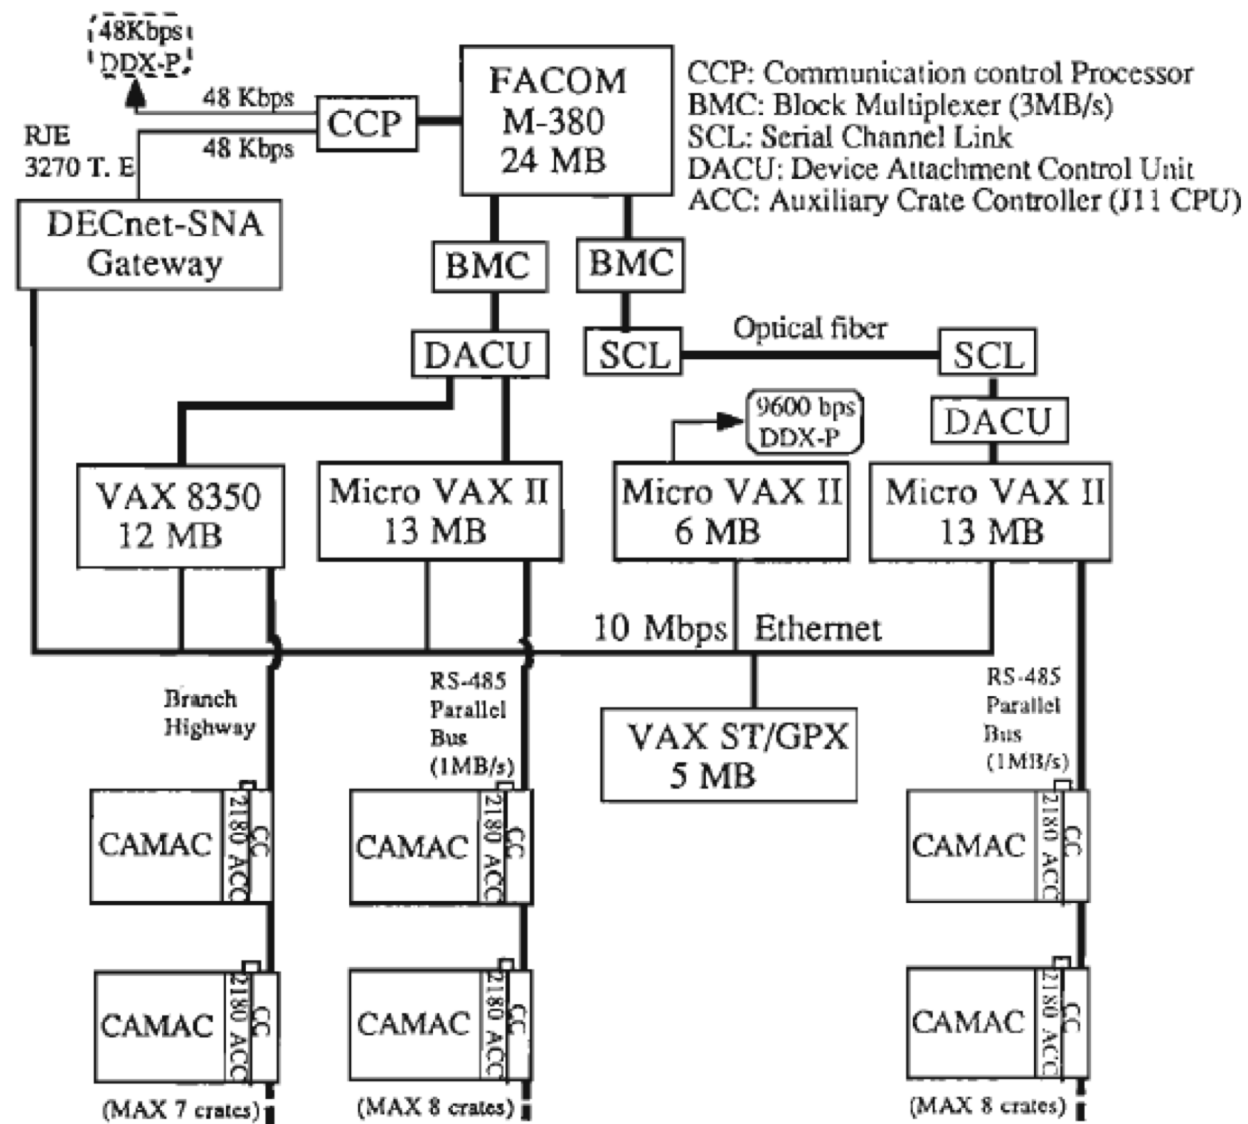 48Kbps
DDX-P
FACOM
M-380
24 MB
CCP: Communication control Processor
BMC: Block Multiplexer (3MB/s)
SCL: Serial Channel Link
DACU: Device Attachment Control Unit
ACC: Auxiliary Crate Controller (J11 CPU)
48 Kbps
CCP
48 Kbps
RJE
3270 T. E
DECnet-SNA
Gateway
BMC
BMC
DACU
SCL
Optical fiber
SCL
9600 bps
DDX-P
DACU
VAX 8350
12 MB
Micro VAX II
13 MB
Micro VAX II
6 MB
Micro VAX II
13 MB
10 Mbps Ethernet
Branch
Highway
RS-485
Parallel
Bus
(1MB/s)
VAX ST/GPX
5 MB
RS-485
Parallel
Bus
(1MB/s)
CAMAC
2180 ACC
CC
CAMAC
2180 ACC
CC
CAMAC
2180 ACC
CC
CAMAC
2180 ACC
CC
CAMAC
2180 ACC
CC
CAMAC
2180 ACC
CC
(MAX 7 crates)
(MAX 8 crates)
(MAX 8 crates)